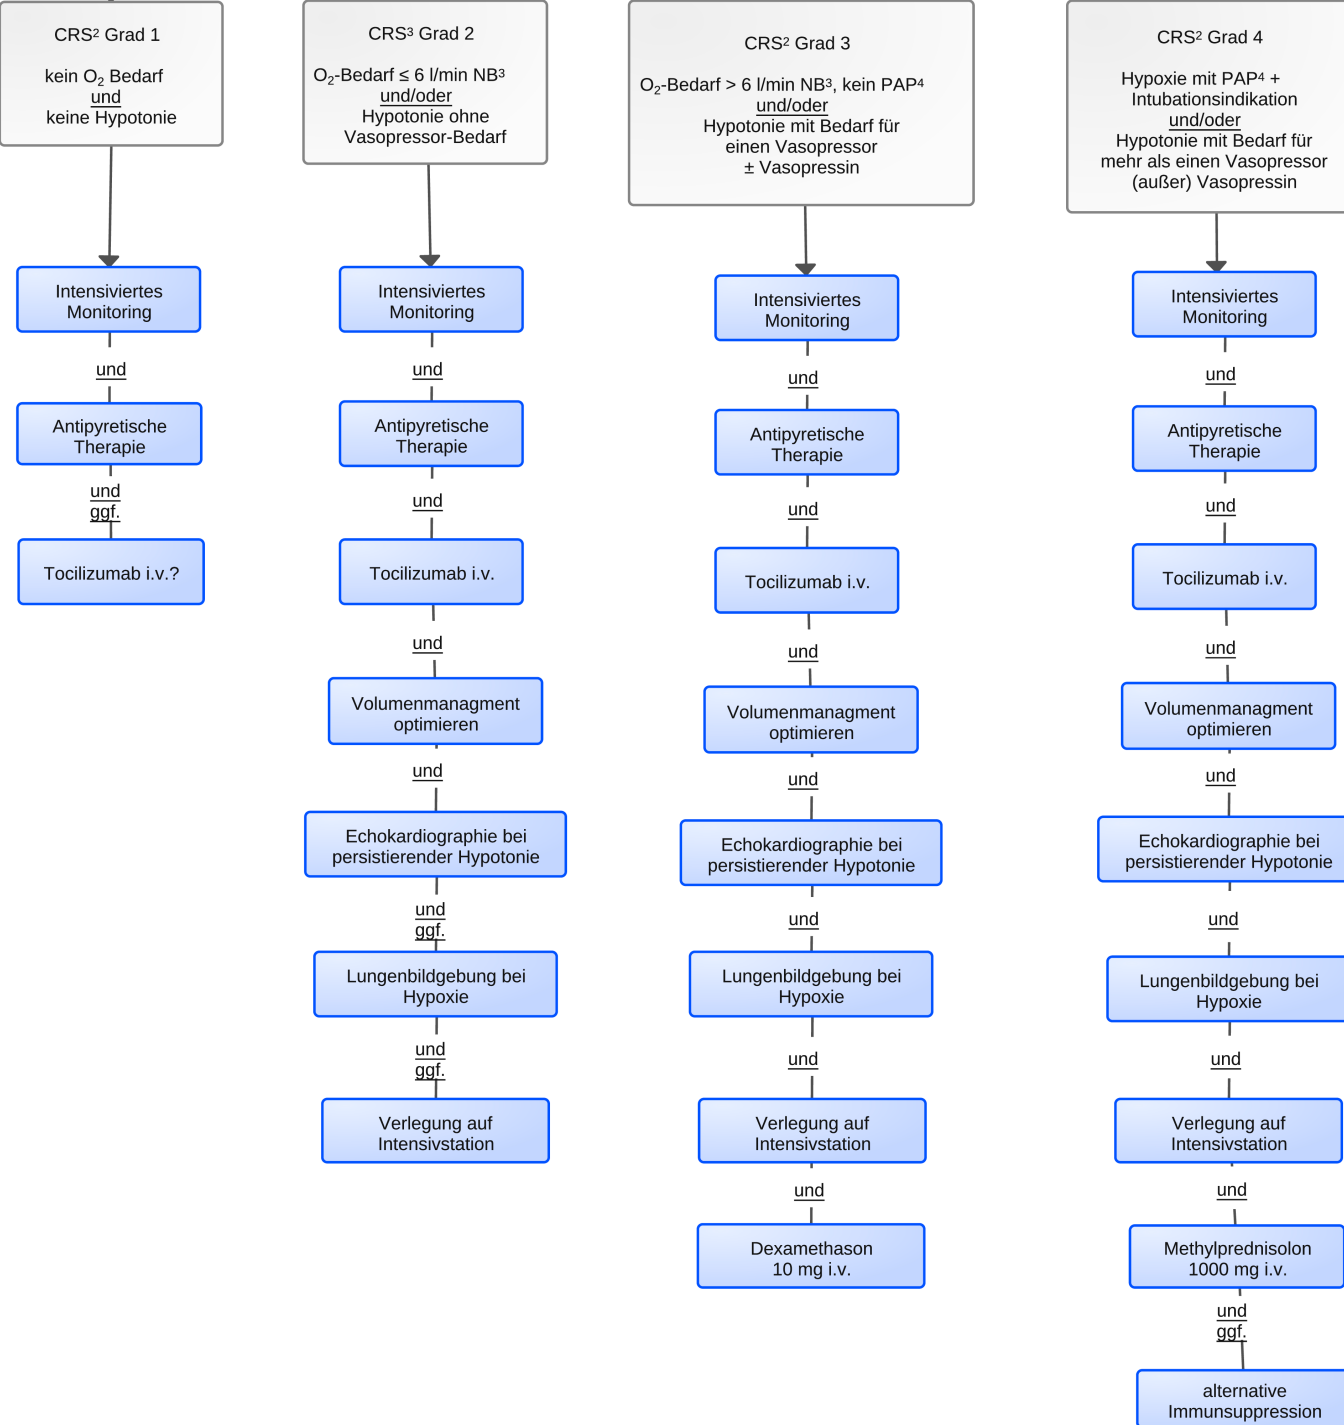 CRS² Grad 1
kein O₂ Bedarf
und
keine Hypotonie
Intensiviertes
Monitoring
und
Antipyretische
Therapie
und
ggf.
Tocilizumab i.v.?
CRS³ Grad 2
O₂-Bedarf ≤ 6 l/min NB³
und/oder
Hypotonie ohne
Vasopressor-Bedarf
Intensiviertes
Monitoring
und
Antipyretische
Therapie
und
Tocilizumab i.v.
und
Volumenmanagment
optimieren
und
Echokardiographie bei
persistierender Hypotonie
und
ggf.
Lungenbildgebung bei
Hypoxie
und
ggf.
Verlegung auf
Intensivstation
CRS² Grad 3
O₂-Bedarf > 6 l/min NB³, kein PAP⁴
und/oder
Hypotonie mit Bedarf für
einen Vasopressor
± Vasopressin
Intensiviertes
Monitoring
und
Antipyretische
Therapie
und
Tocilizumab i.v.
und
Volumenmanagment
optimieren
und
Echokardiographie bei
persistierender Hypotonie
und
Lungenbildgebung bei
Hypoxie
und
Verlegung auf
Intensivstation
und
Dexamethason
10 mg i.v.
CRS² Grad 4
Hypoxie mit PAP⁴ +
Intubationsindikation
und/oder
Hypotonie mit Bedarf für
mehr als einen Vasopressor
(außer) Vasopressin
Intensiviertes
Monitoring
und
Antipyretische
Therapie
und
Tocilizumab i.v.
und
Volumenmanagment
optimieren
und
Echokardiographie bei
persistierender Hypotonie
und
Lungenbildgebung bei
Hypoxie
und
Verlegung auf
Intensivstation
und
Methylprednisolon
1000 mg i.v.
und
ggf.
alternative
Immunsuppression